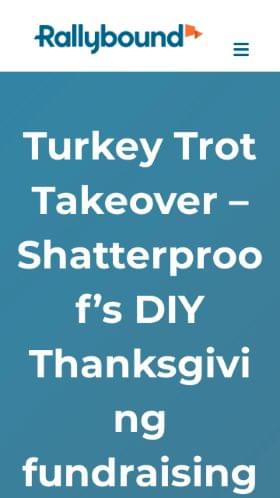 Rallybound
Turkey Trot
Takeover –
Shatterproo
f’s DIY
Thanksgivi
ng
fundraising